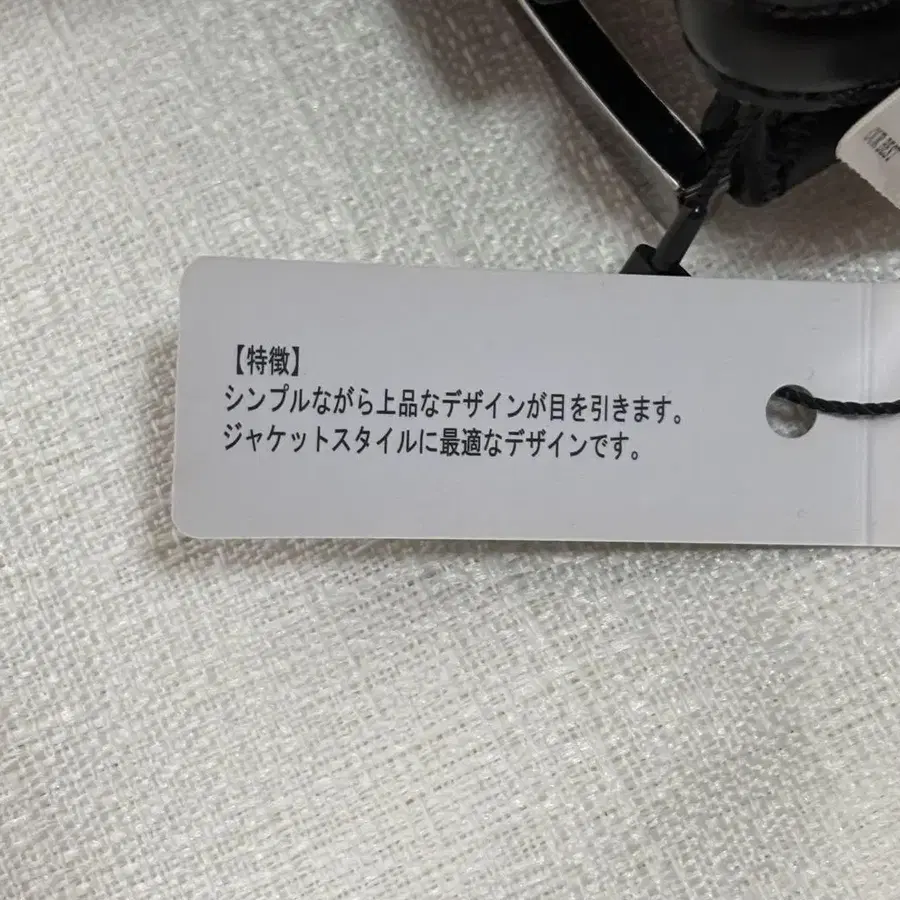 【特徴】
シンプルながら上品なデザインが目を引きます。
ジャケットスタイルに最適なデザインです。